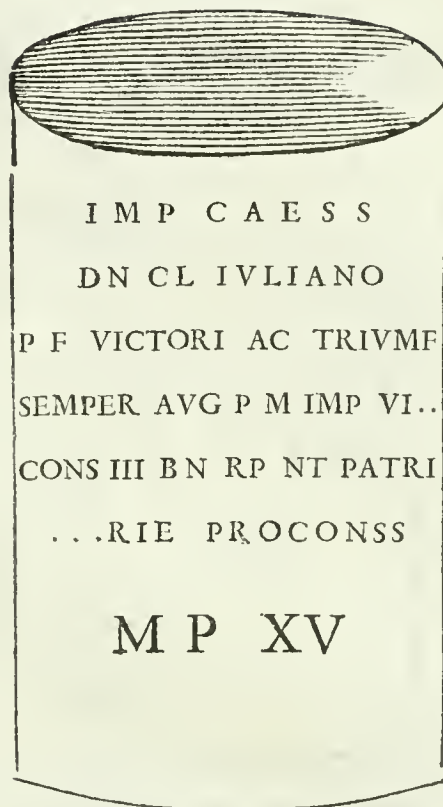 IMP CAESS
DN CL IVLIANO
P F VICTORI AC TRIVMF
SEMPER AVG P M IMP VI..
CONS III BN RP NT PATRI
...RIE PROCONSS
M P XV